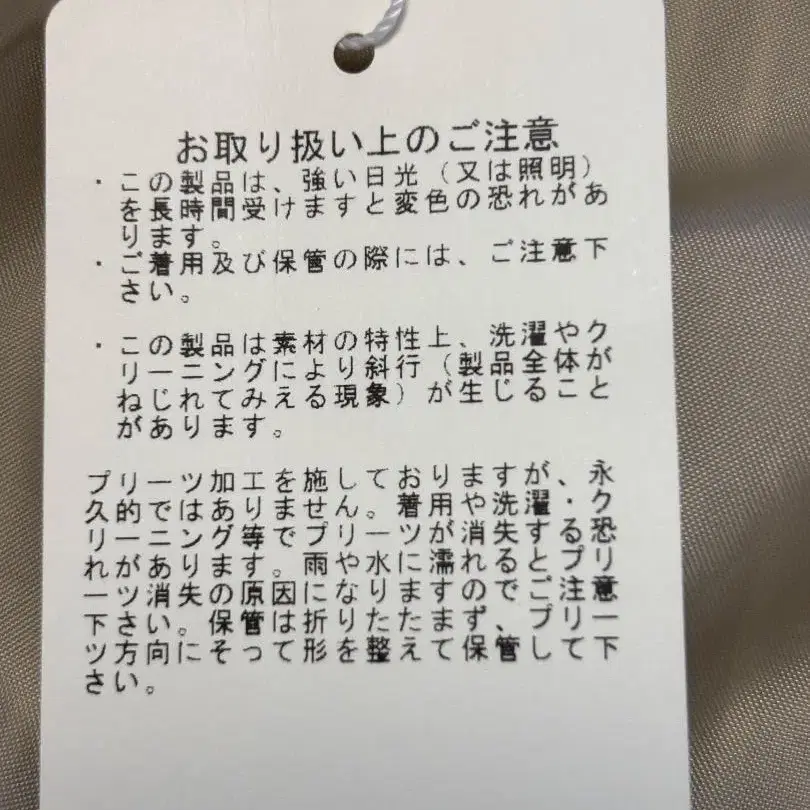 お取り扱い上のご注意
・この製品は、強い日光（又は照明）
を長時間受けますと変色の恐れがあ
ります。
・ご着用及び保管の際には、ご注意下
さい。
・この製品は素材の特性上、洗濯やク
リーニングにより斜行（製品全体が
ねじれてみえる現象）が生じること
があります。
プリーツ加工を施しておりますが、永
久的ではありません。着用や洗濯・ク
リーニング等でプリーツが消失する恐
れがあります。雨や水に濡れるとプリ
ーツ消失の原因になりますのでご注意
下さい。保管は折りたたまず、プリー
ツ方向にそって形を整えて保管して下
さい。